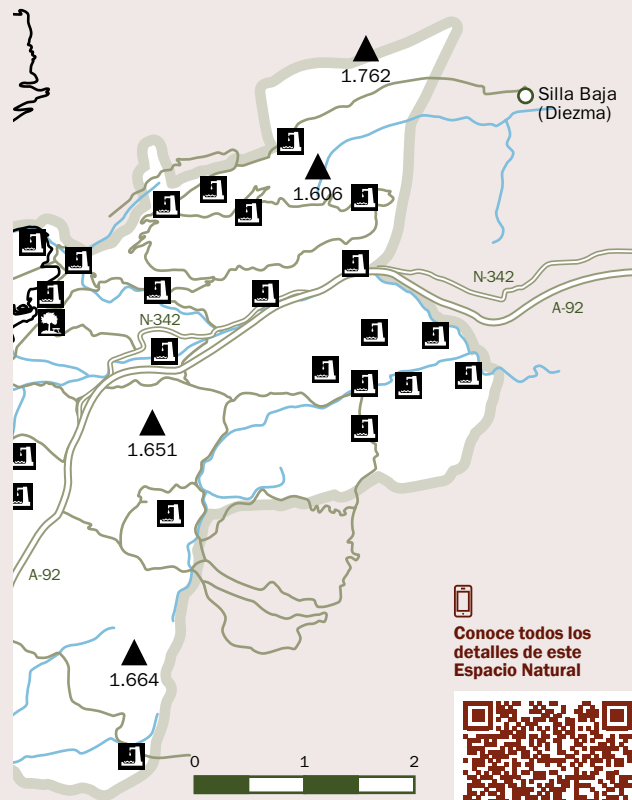 1.762
Silla Baja
(Diezma)
1.606
N-342
A-92
N-342
1.651
A-92
Conoce todos los
detalles de este
Espacio Natural
1.664
0 1 2